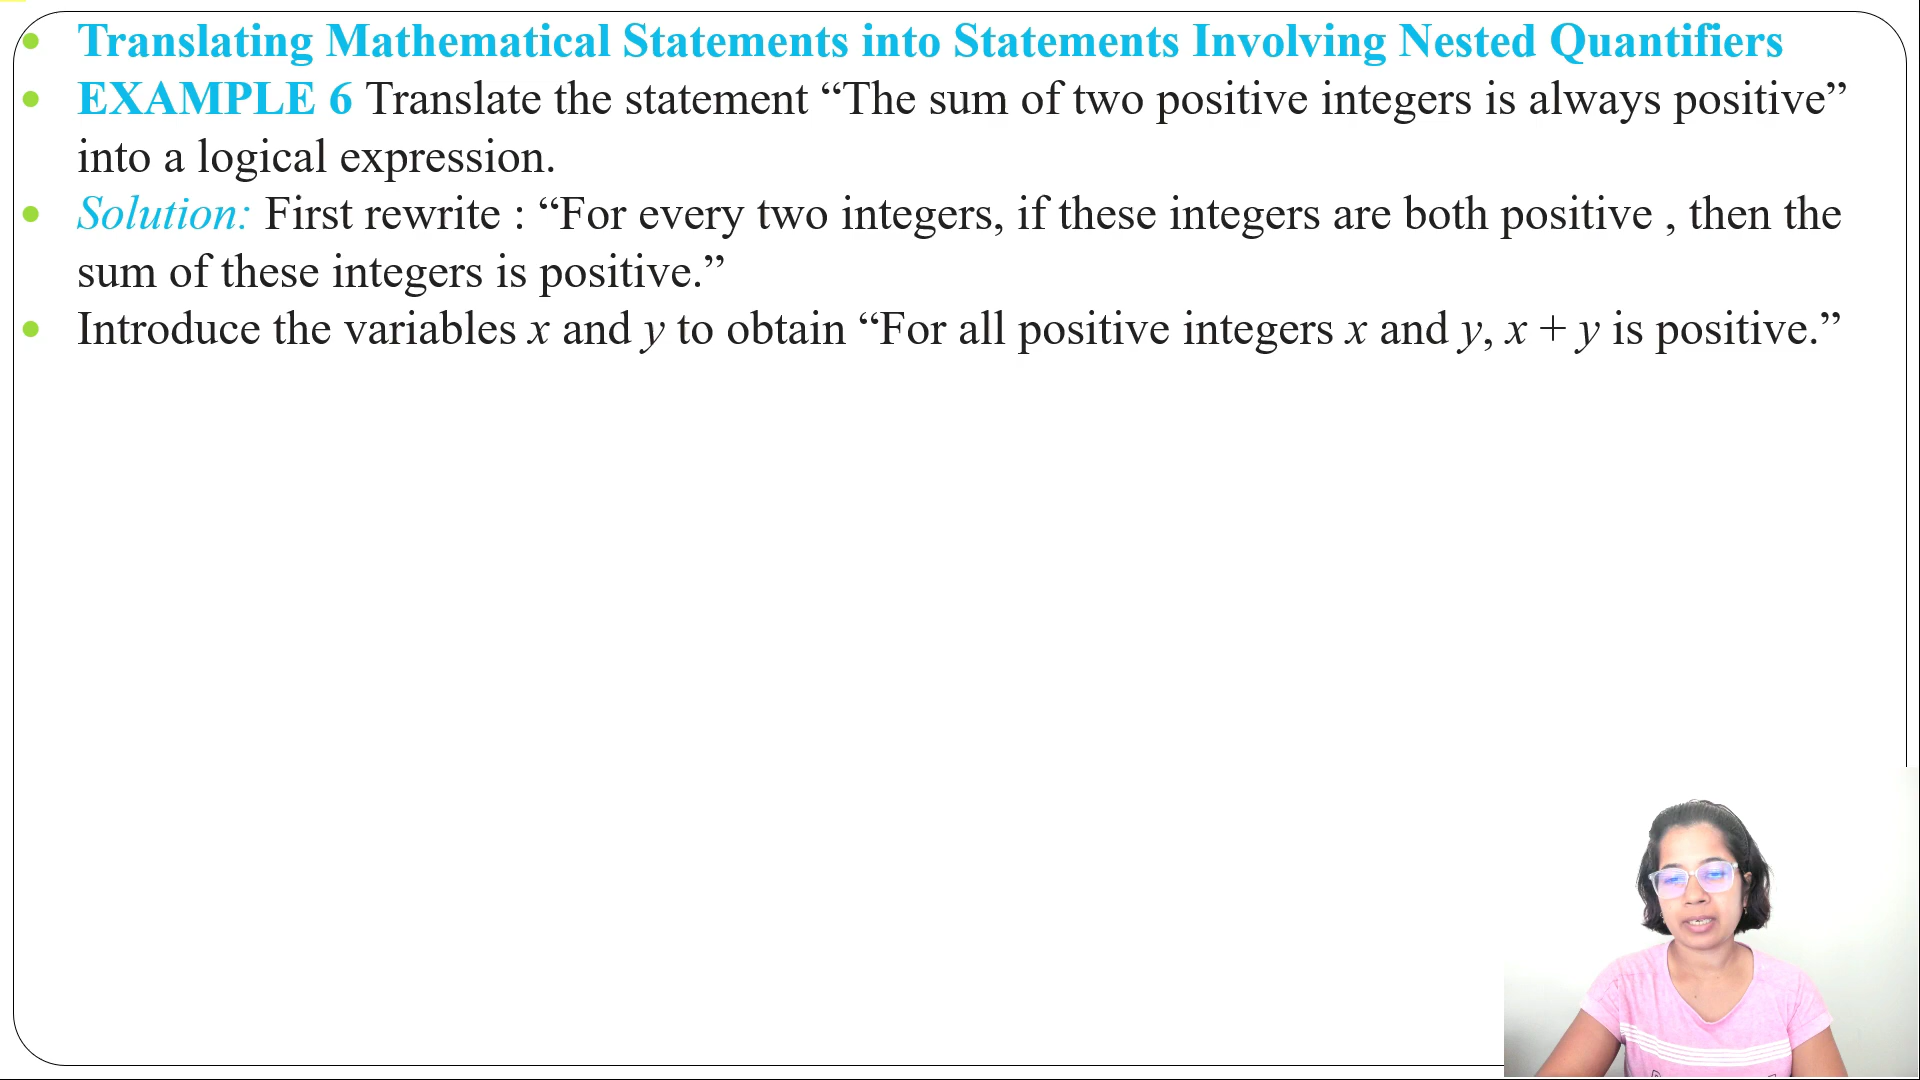 Translating Mathematical Statements into Statements Involving Nested Quantifiers
EXAMPLE 6 Translate the statement “The sum of two positive integers is always positive”
into a logical expression.
Solution: First rewrite : “For every two integers, if these integers are both positive , then the
sum of these integers is positive.”
Introduce the variables x and y to obtain “For all positive integers x and y, x + y is positive.”